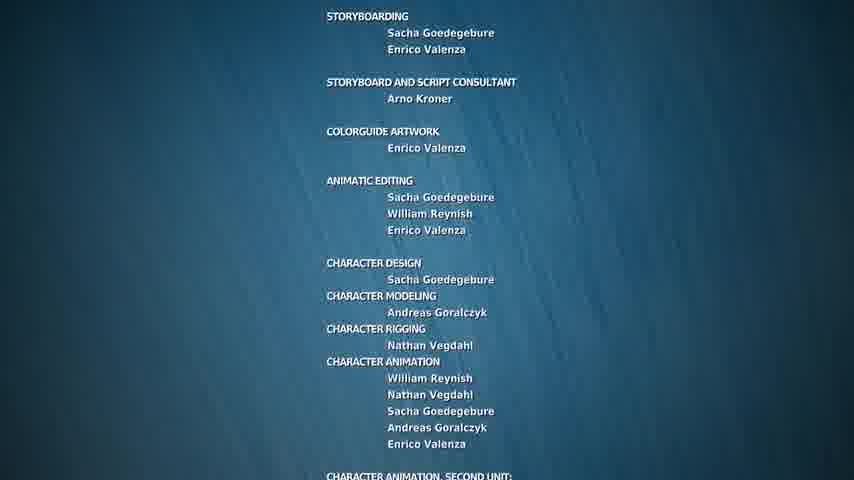 STORYBOARDING
Sacha Goedegebure
Enrico Valenza
STORYBOARD AND SCRIPT CONSULTANT
Arno Kroner
COLORGUIDE ARTWORK
Enrico Valenza
ANIMATIC EDITING
Sacha Goedegebure
William Reynish
Enrico Valenza
CHARACTER DESIGN
Sacha Goedegebure
CHARACTER MODELING
Andreas Goralczyk
CHARACTER RIGGING
Nathan Vegdahl
CHARACTER ANIMATION
William Reynish
Nathan Vegdahl
Sacha Goedegebure
Andreas Goralczyk
Enrico Valenza
CHARACTER ANIMATION, SECOND UNIT: